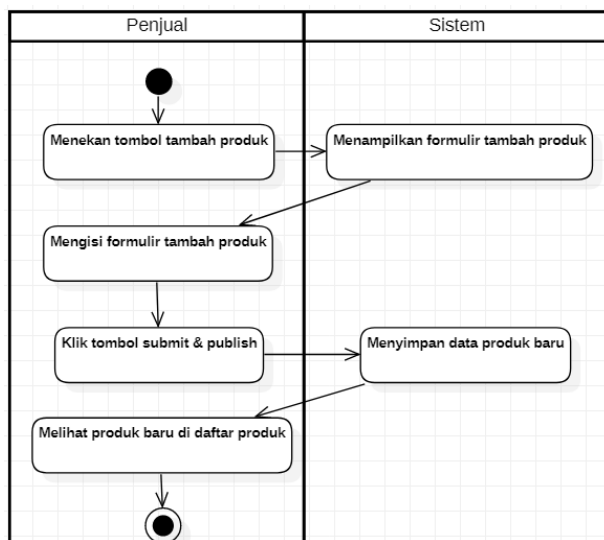 Penjual
Sistem
Menekan tombol tambah produk
Menampilkan formulir tambah produk
Mengisi formulir tambah produk
Klik tombol submit & publish
Menyimpan data produk baru
Melihat produk baru di daftar produk